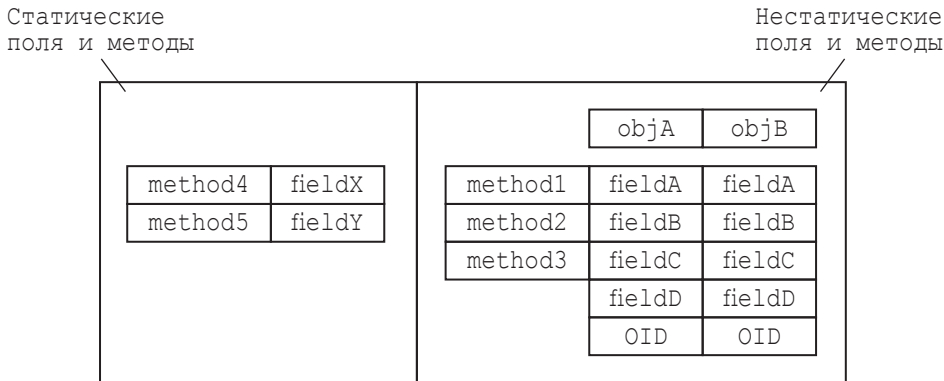 Статические
поля и методы
Нестатические
поля и методы
objA objB
method4 fieldX method1 fieldA fieldA
method5 fieldY method2 fieldB fieldB
method3 fieldC fieldC
fieldD fieldD
OID OID